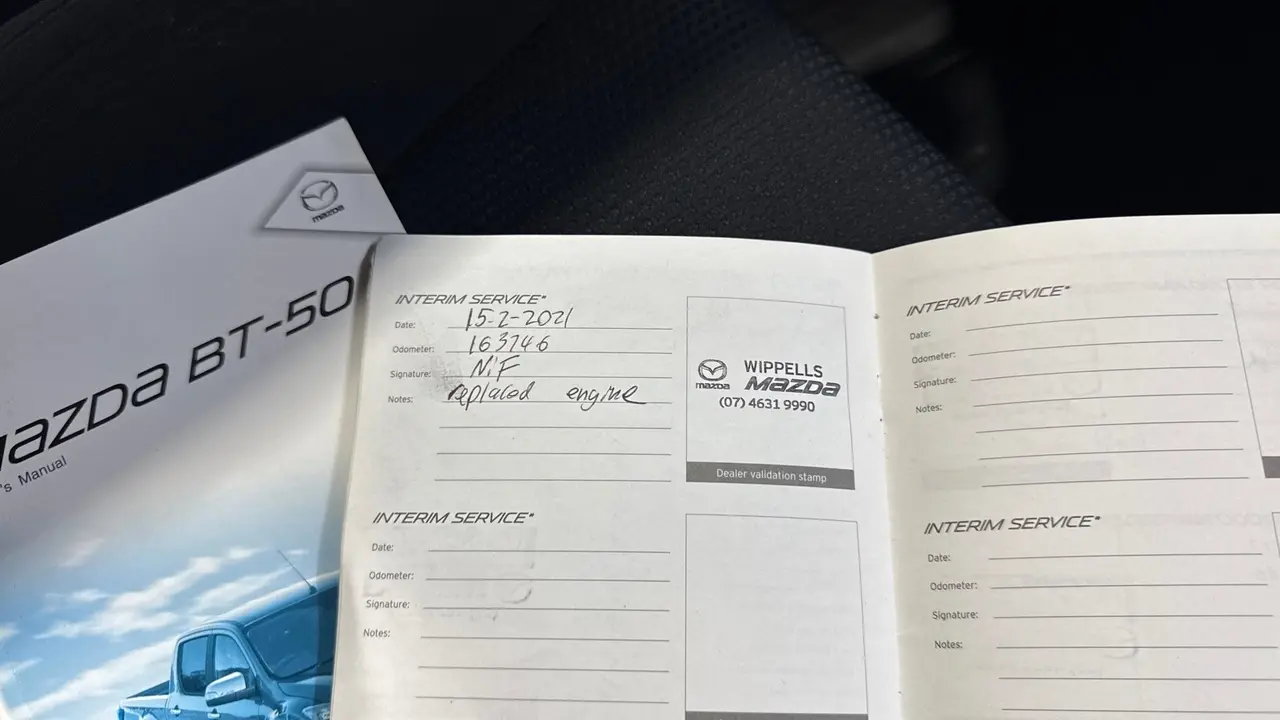 mazda
mazda BT-50
's Manual
INTERIM SERVICE*
Date: 15-2-2021
Odometer: 163746
Signature: N.F
Notes: replaced engine
WIPPELLS
mazda mazda
(07) 4631 9990
Dealer validation stamp
INTERIM SERVICE*
Date:
Odometer:
Signature:
Notes:
INTERIM SERVICE*
Date:
Odometer:
Signature:
Notes:
INTERIM SERVICE*
Date:
Odometer:
Signature:
Notes: